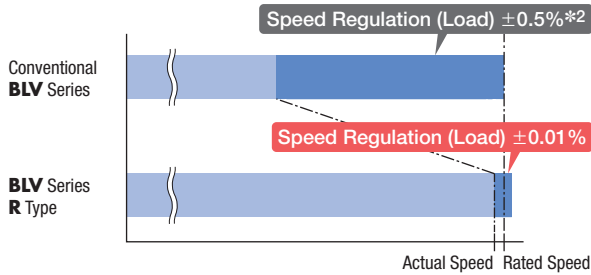 Speed Regulation (Load) ±0.5%*2
Conventional
BLV Series
Speed Regulation (Load) ±0.01%
BLV Series
R Type
Actual Speed
Rated Speed